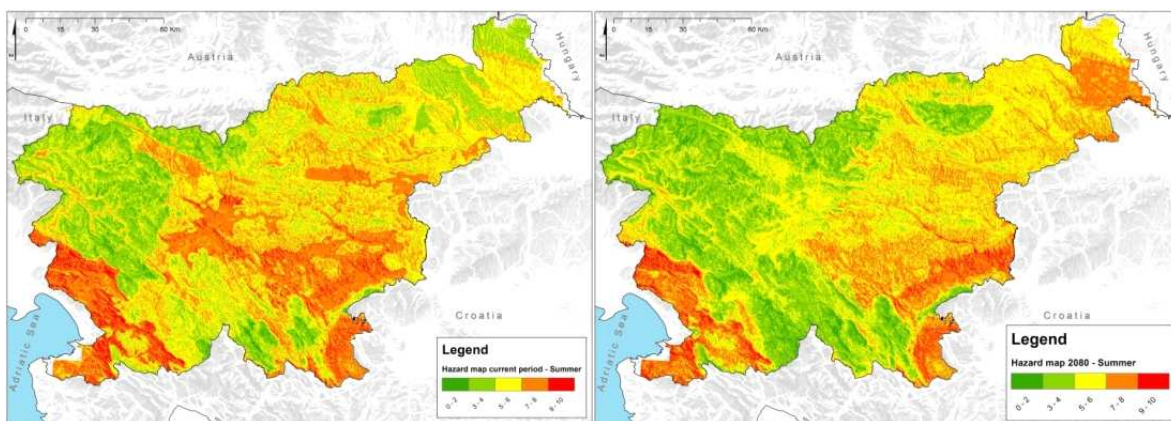 0 15 30 60 Km
Austria
Hungary
Italy
Adriatic Sea
Croatia
Legend
Hazard map current period - Summer
0 - 2 3 - 4 5 - 6 7 - 8 9 - 10
0 15 30 60 Km
Austria
Hungary
Italy
Adriatic Sea
Croatia
Legend
Hazard map 2080 - Summer
0 - 2 3 - 4 5 - 6 7 - 8 9 - 10